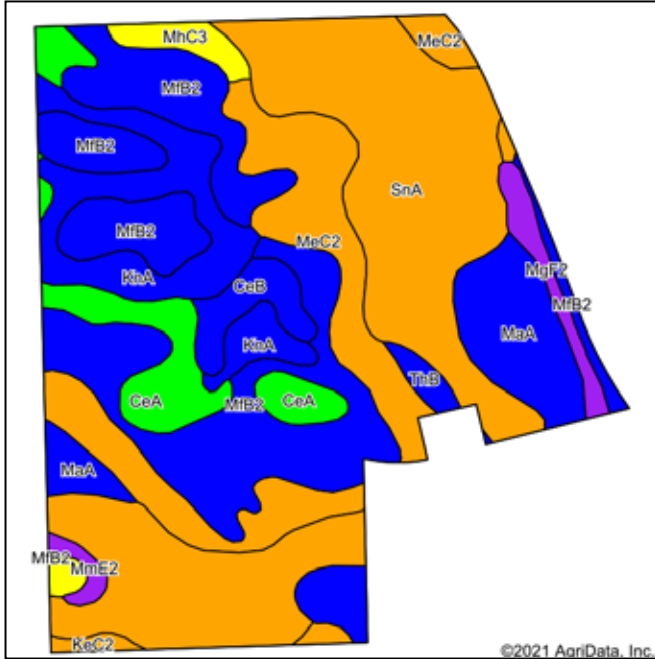 MhC3
MeC2
MfB2
MfB2
SnA
MfB2
MeC2
KnA
CeB
MgF2
MfB2
KnA
MaA
ThB
CeA
MfB2
CeA
MaA
MfB2
MmE2
KeC2
©2021 AgriData, Inc.